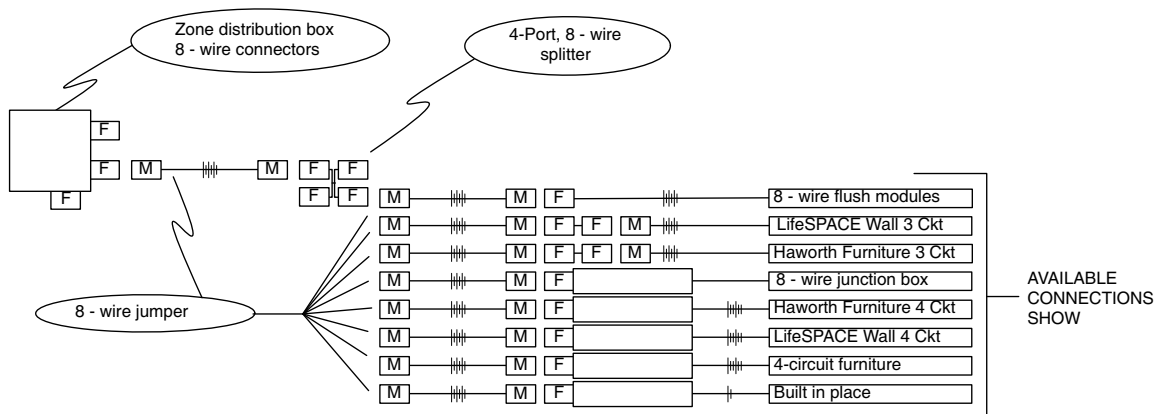 Zone distribution box
8 - wire connectors
4-Port, 8 - wire
splitter
F
F M M F F
F F F
M M F 8 - wire flush modules
M M F F M LifeSPACE Wall 3 Ckt
M M F F M Haworth Furniture 3 Ckt
M M F 8 - wire junction box
M M F Haworth Furniture 4 Ckt
M M F LifeSPACE Wall 4 Ckt
M M F 4-circuit furniture
M M F Built in place
8 - wire jumper
AVAILABLE
CONNECTIONS
SHOW